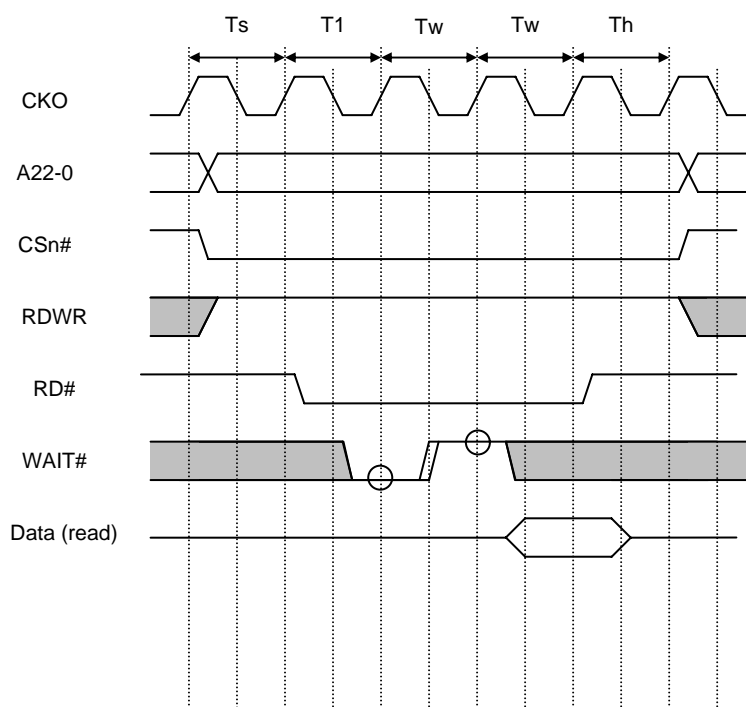 Ts T1 Tw Tw Th
CKO
A22-0
CSn#
RDWR
RD#
WAIT#
Data (read)